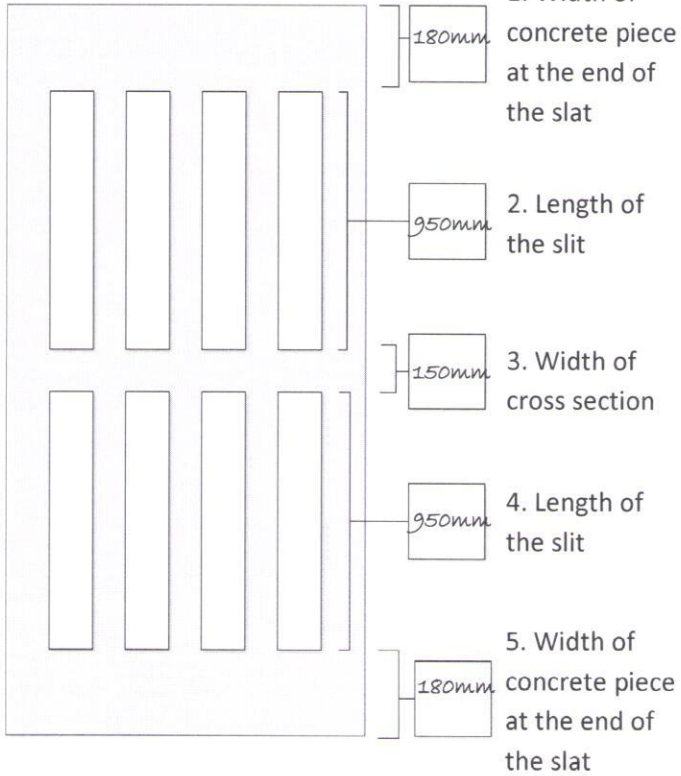 180mm
concrete piece
at the end of
the slat
950mm
2. Length of
the slit
150mm
3. Width of
cross section
950mm
4. Length of
the slit
5. Width of
180mm concrete piece
at the end of
the slat